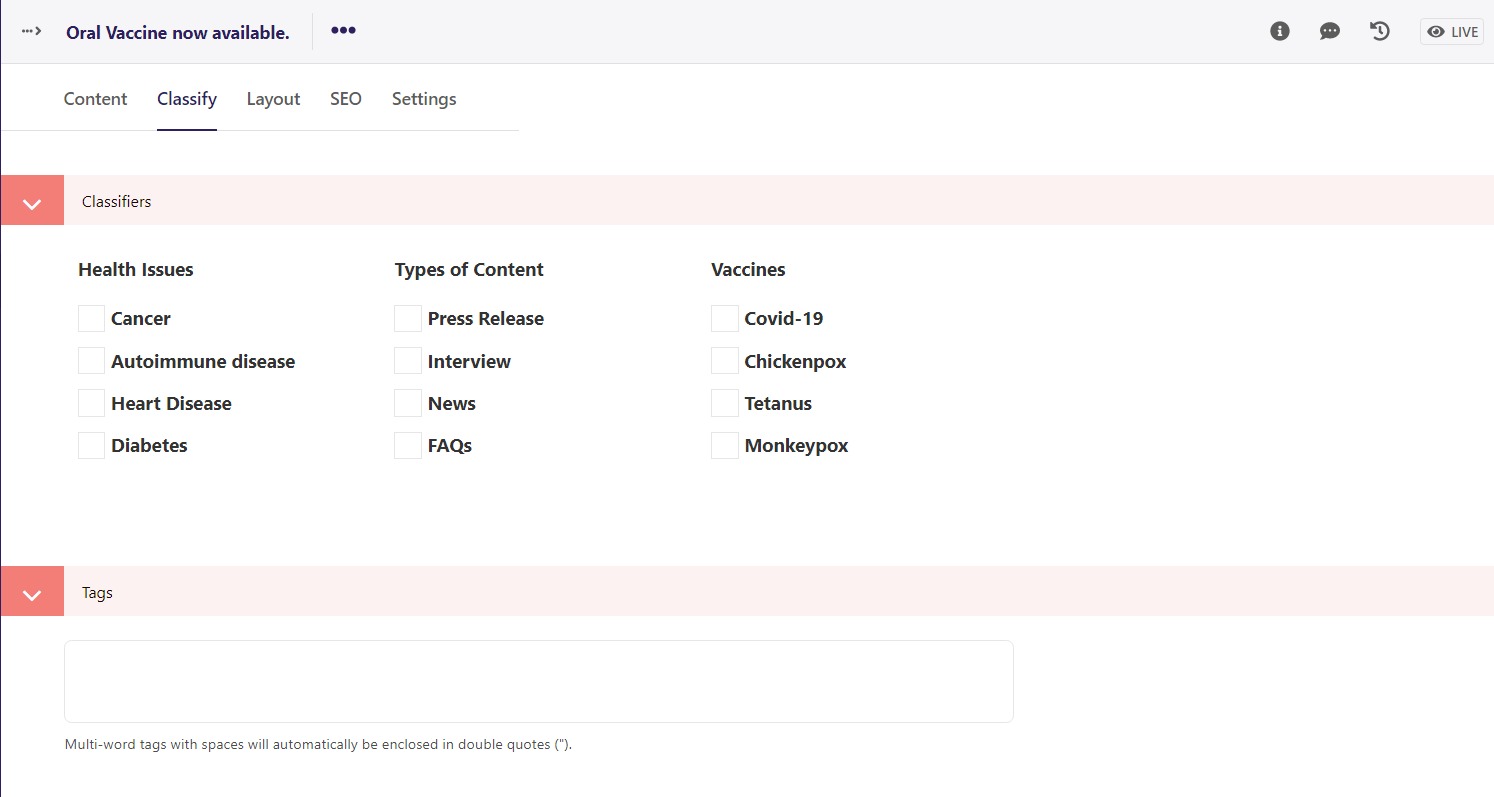 Oral Vaccine now available.
LIVE
Content Classify Layout SEO Settings
Classifiers
Health Issues
Cancer
Autoimmune disease
Heart Disease
Diabetes
Types of Content
Press Release
Interview
News
FAQs
Vaccines
Covid-19
Chickenpox
Tetanus
Monkeypox
Tags
Multi-word tags with spaces will automatically be enclosed in double quotes (").